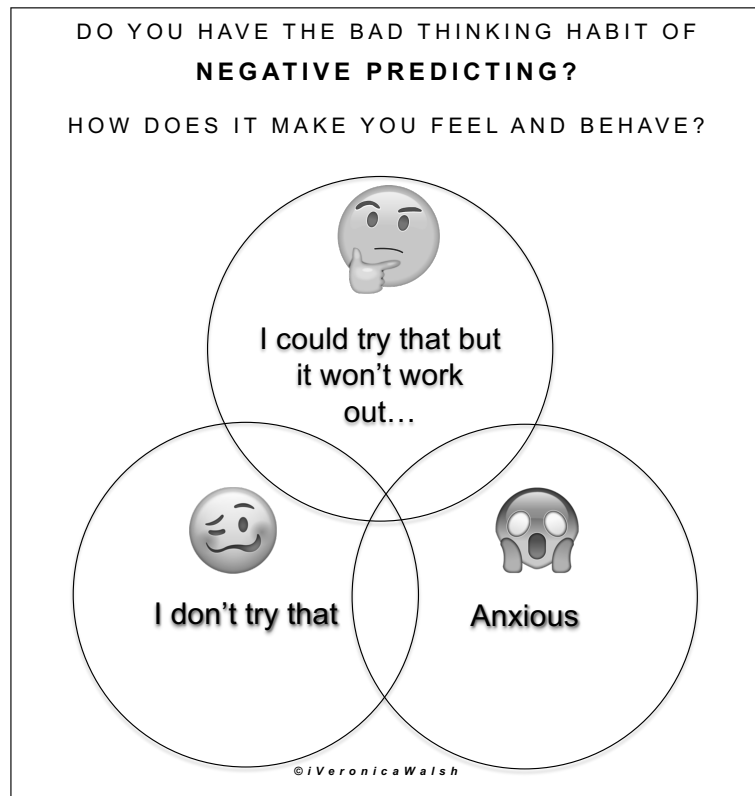 DO YOU HAVE THE BAD THINKING HABIT OF
NEGATIVE PREDICTING?
HOW DOES IT MAKE YOU FEEL AND BEHAVE?
I could try that but
it won’t work
out…
I don’t try that
Anxious
©iVeronicaWalsh